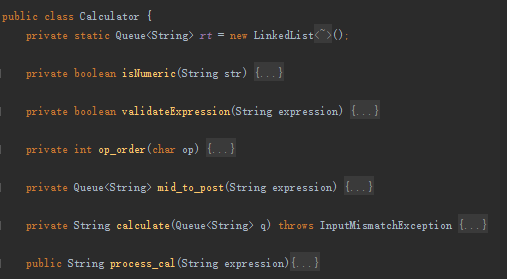 public class Calculator {
private static Queue<String> rt = new LinkedList<~>();
private boolean isNumeric(String str) {...}
private boolean validateExpression(String expression) {...}
private int op_order(char op) {...}
private Queue<String> mid_to_post(String expression) {...}
private String calculate(Queue<String> q) throws InputMismatchException {...}
public String process_cal(String expression){...}